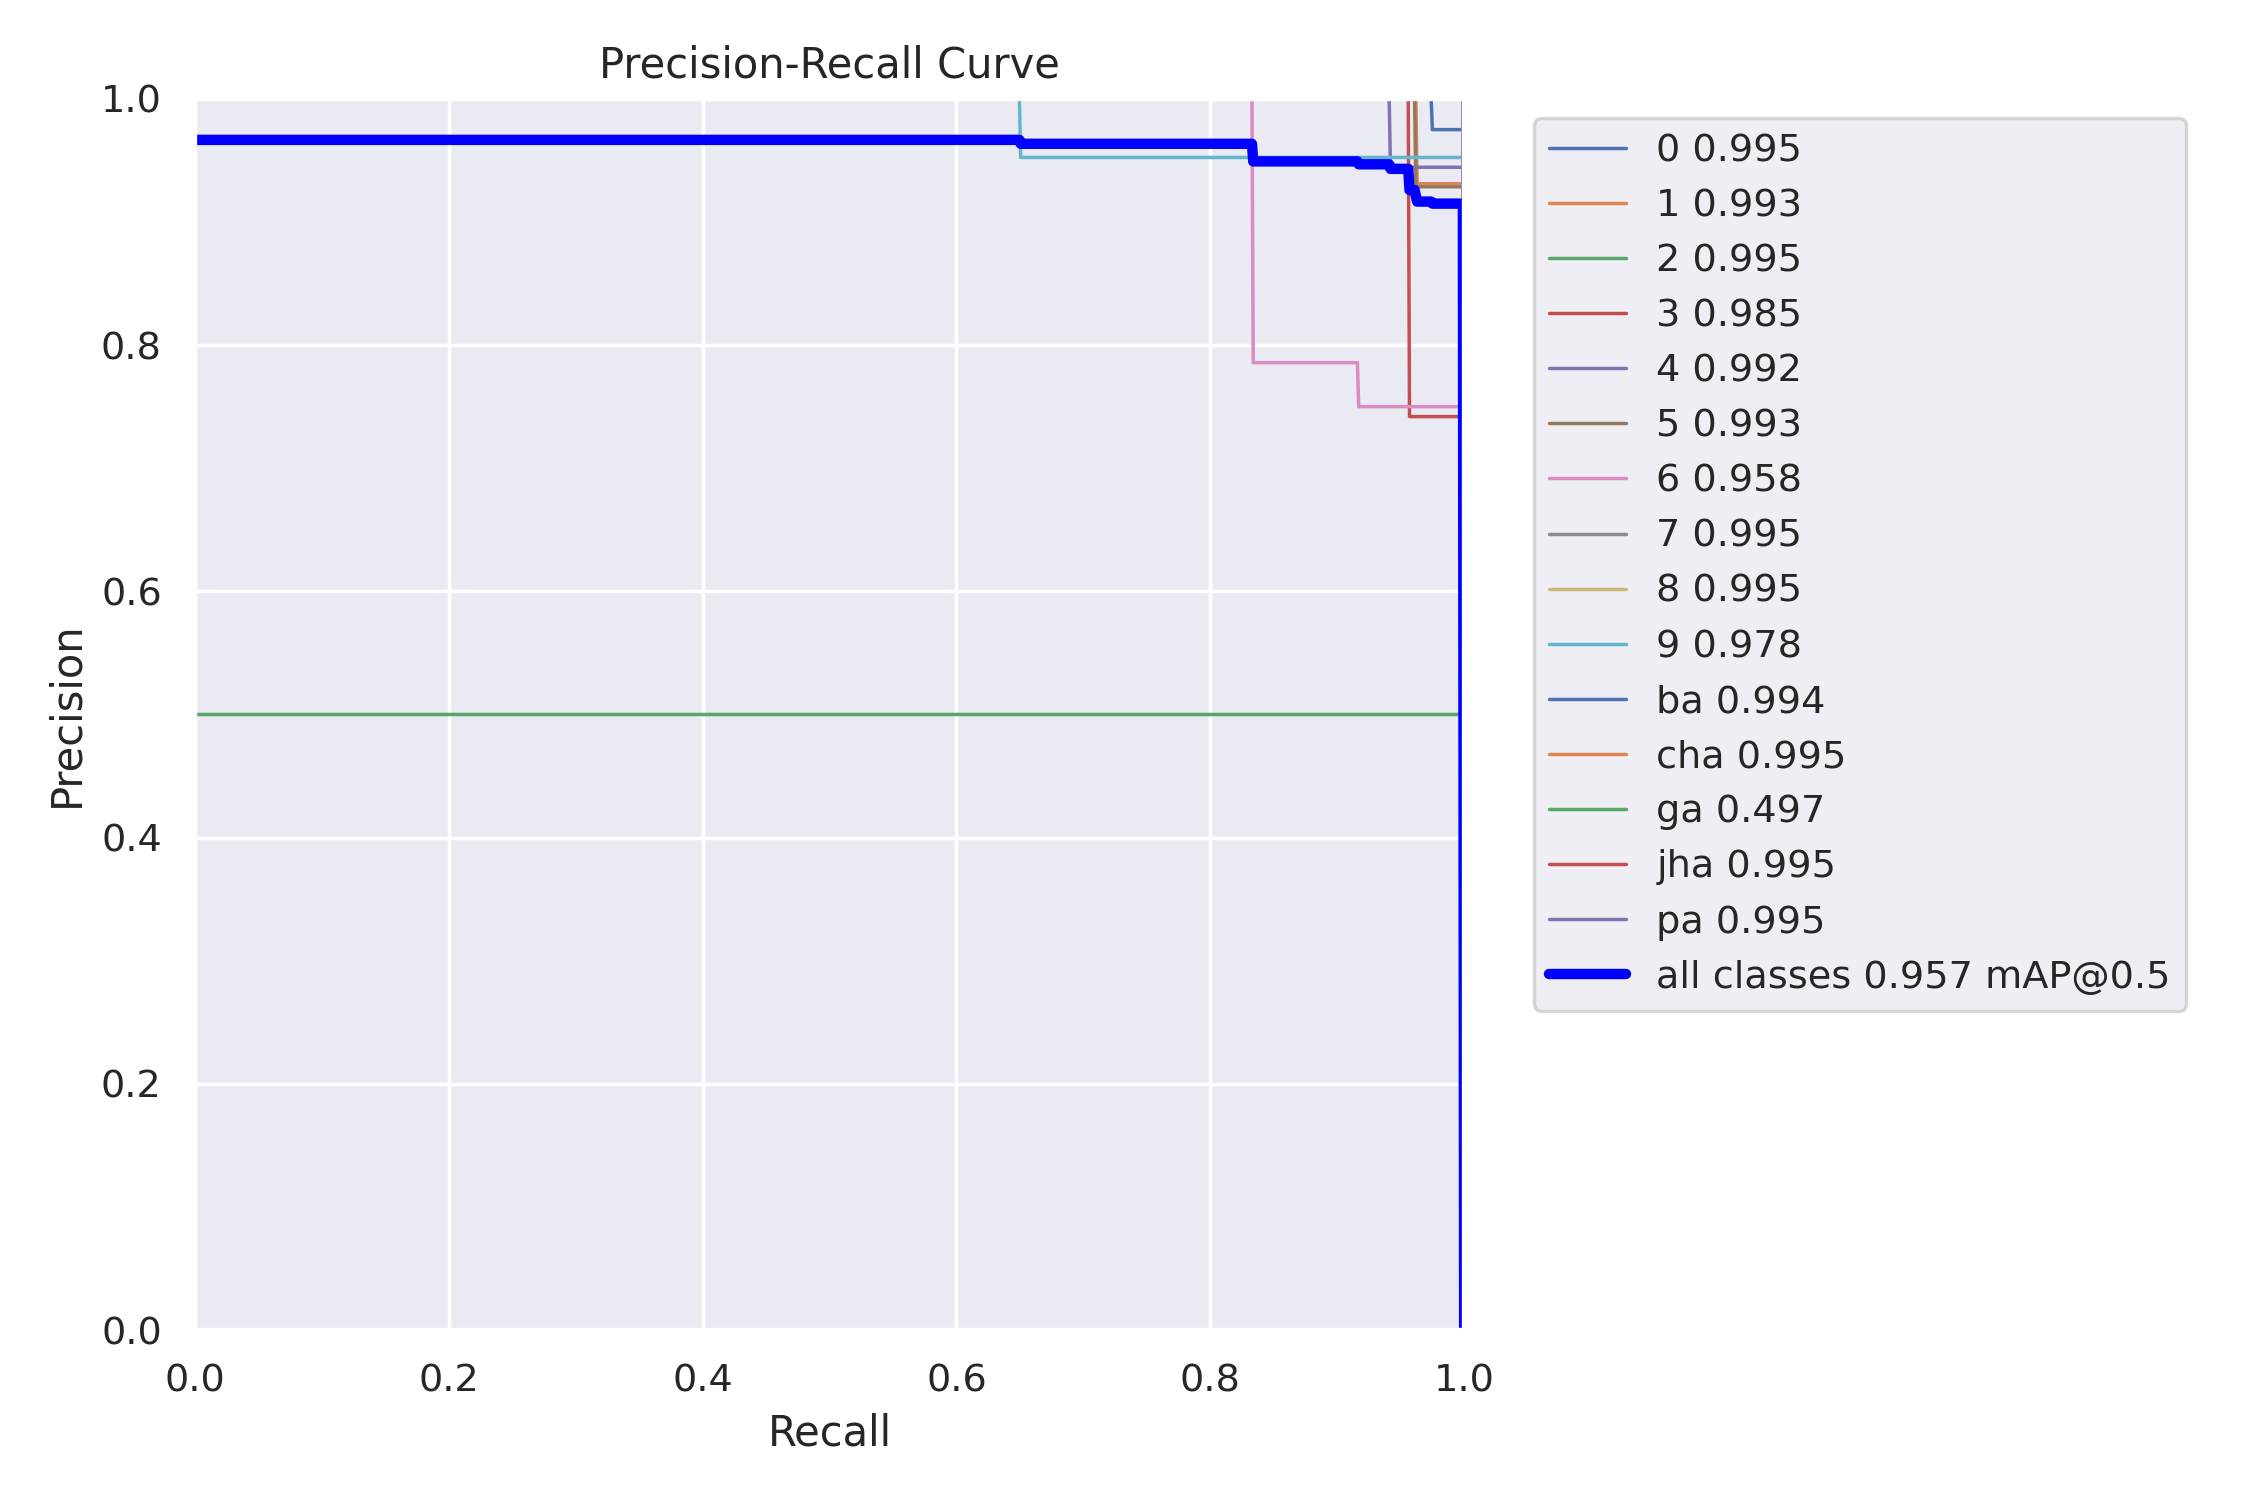 Precision-Recall Curve
1.0
0.8
0.6
0.4
0.2
0.0
Precision
0.0 0.2 0.4 0.6 0.8 1.0
Recall
0 0.995
1 0.993
2 0.995
3 0.985
4 0.992
5 0.993
6 0.958
7 0.995
8 0.995
9 0.978
ba 0.994
cha 0.995
ga 0.497
jha 0.995
pa 0.995
all classes 0.957 mAP@0.5